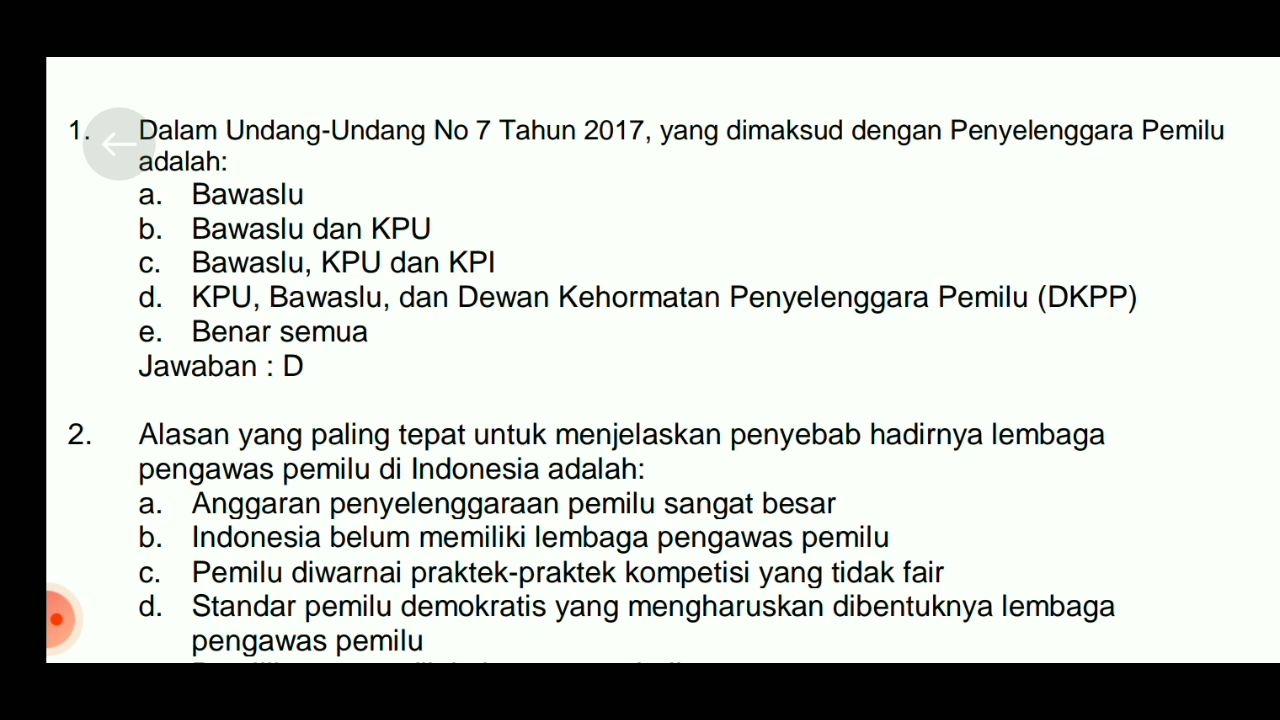 1. Dalam Undang-Undang No 7 Tahun 2017, yang dimaksud dengan Penyelenggara Pemilu
adalah:
a. Bawaslu
b. Bawaslu dan KPU
c. Bawaslu, KPU dan KPI
d. KPU, Bawaslu, dan Dewan Kehormatan Penyelenggara Pemilu (DKPP)
e. Benar semua
Jawaban : D
2. Alasan yang paling tepat untuk menjelaskan penyebab hadirnya lembaga
pengawas pemilu di Indonesia adalah:
a. Anggaran penyelenggaraan pemilu sangat besar
b. Indonesia belum memiliki lembaga pengawas pemilu
c. Pemilu diwarnai praktek-praktek kompetisi yang tidak fair
d. Standar pemilu demokratis yang mengharuskan dibentuknya lembaga
pengawas pemilu